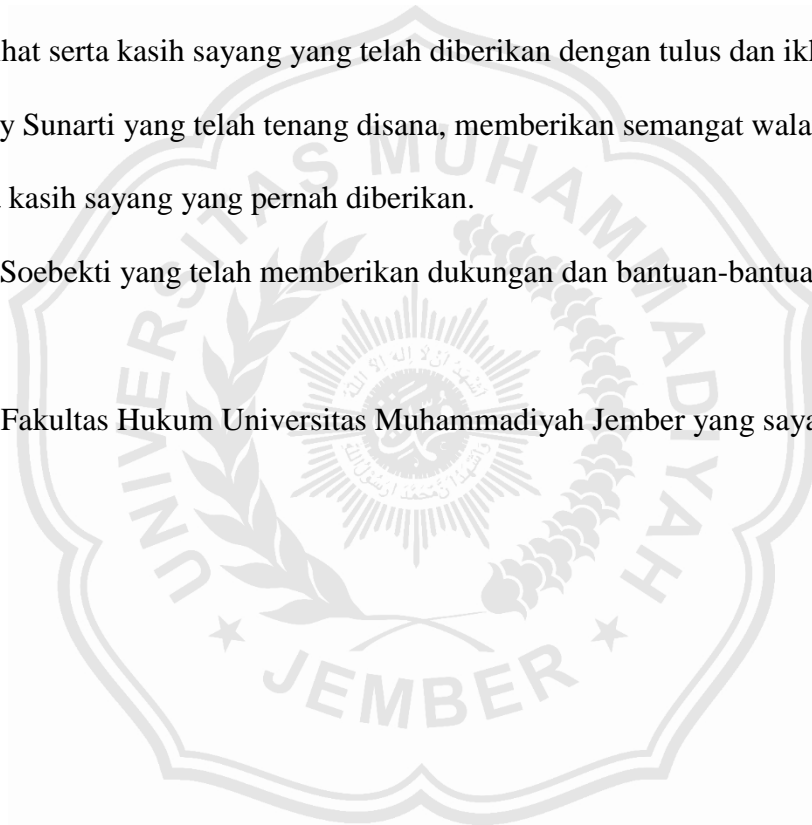 hat serta kasih sayang yang telah diberikan dengan tulus dan ikl
y Sunarti yang telah tenang disana, memberikan semangat wala
kasih sayang yang pernah diberikan.
Soebekti yang telah memberikan dukungan dan bantuan-bantua
Fakultas Hukum Universitas Muhammadiyah Jember yang saya
UNIVERSITAS MUHAMMADIYAH
JEMBER